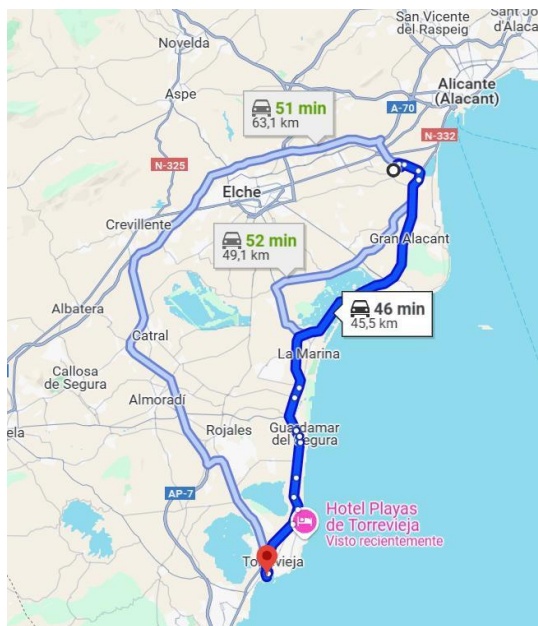 San Vicente
del Raspeig
Sant Jo
d'Alaca
Novelda
Alicante
(Alacant)
Aspe
A-70
51 min
63,1 km
N-332
N-325
Elche
Crevillente
52 min
49,1 km
Gran Alacant
46 min
45,5 km
Albatera
Catral
La Marina
Callosa
de Segura
Almoradí
Rojales
Guardamar
del Segura
ela
AP-7
Hotel Playas
de Torrevieja
Visto recientemente
Torrevieja